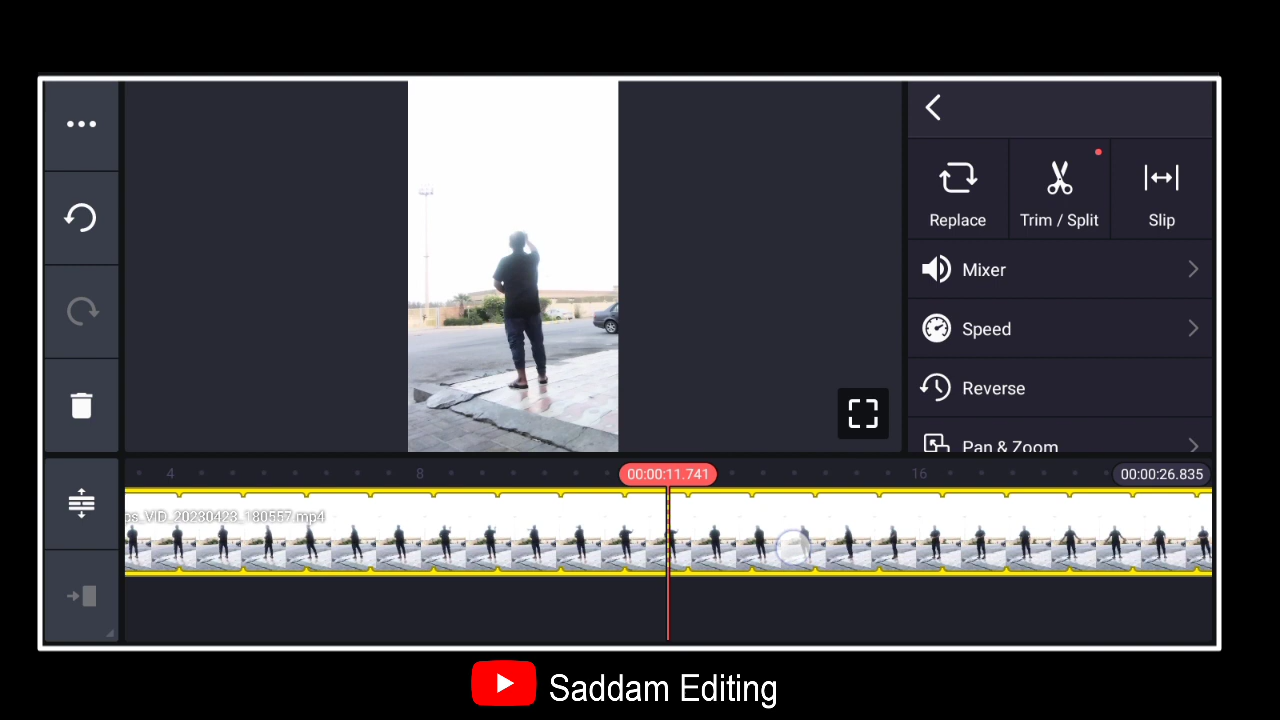 Replace
Trim / Split
Slip
Mixer
Speed
Reverse
Pan & Zoom
4
8
00:00:11.741
16
00:00:26.835
os_VID_20230423_180557.mp4
Saddam Editing